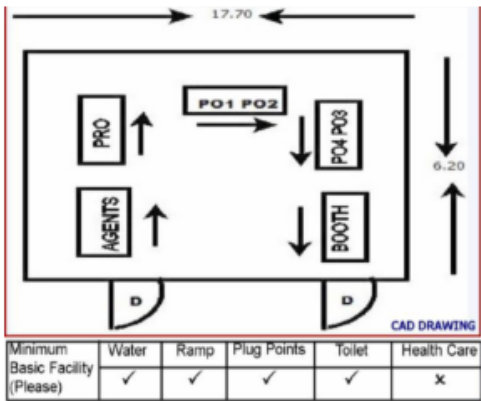 17.70
PO1 PO2
PRO
PO4 PO3
6.20
AGENTS
BOOTH
D
D
CAD DRAWING
Minimum Basic Facility (Please) Water Ramp Plug Points Toilet Health Care
✓ ✓ ✓ ✓ x